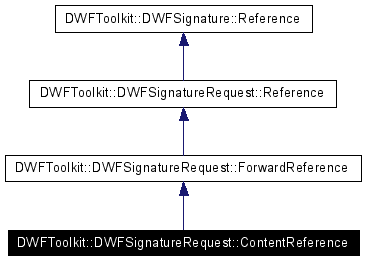 DWFToolkit::DWFSignature::Reference
DWFToolkit::DWFSignatureRequest::Reference
DWFToolkit::DWFSignatureRequest::ForwardReference
DWFToolkit::DWFSignatureRequest::ContentReference